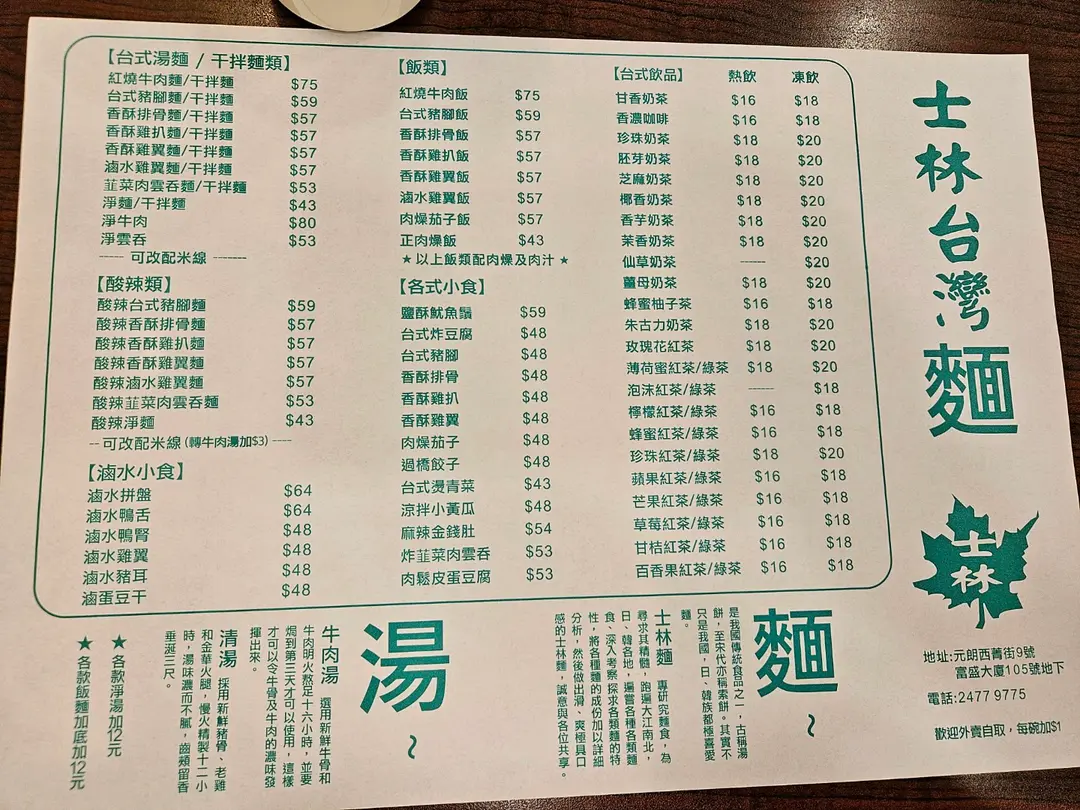 【台式湯麵 / 干拌麵類】
紅燒牛肉麵/干拌麵 $75
台式豬腳麵/干拌麵 $59
香酥排骨麵/干拌麵 $57
香酥雞扒麵/干拌麵 $57
香酥雞翼麵/干拌麵 $57
滷水雞翼麵/干拌麵 $57
韮菜肉雲吞麵/干拌麵 $53
淨麵/干拌麵 $43
淨牛肉 $80
淨雲吞 $53
----- 可改配米線 -------
【酸辣類】
酸辣台式豬腳麵 $59
酸辣香酥排骨麵 $57
酸辣香酥雞扒麵 $57
酸辣香酥雞翼麵 $57
酸辣滷水雞翼麵 $57
酸辣韮菜肉雲吞麵 $53
酸辣淨麵 $43
-- 可改配米線 (轉牛肉湯加$3) ----
【滷水小食】
滷水拼盤 $64
滷水鴨舌 $64
滷水鴨腎 $48
滷水雞翼 $48
滷水豬耳 $48
滷蛋豆干 $48
【飯類】
紅燒牛肉飯 $75
台式豬腳飯 $59
香酥排骨飯 $57
香酥雞扒飯 $57
香酥雞翼飯 $57
滷水雞翼飯 $57
肉燥茄子飯 $57
正肉燥飯 $43
★以上飯類配肉燥及肉汁★
【各式小食】
鹽酥魷魚鬚 $59
台式炸豆腐 $48
台式豬腳 $48
香酥排骨 $48
香酥雞扒 $48
香酥雞翼 $48
肉燥茄子 $48
過橋餃子 $48
台式燙青菜 $43
涼拌小黃瓜 $48
麻辣金錢肚 $54
炸韮菜肉雲吞 $53
肉鬆皮蛋豆腐 $53
【台式飲品】 熱飲 凍飲
甘香奶茶 $16 $18
香濃咖啡 $16 $18
珍珠奶茶 $18 $20
胚芽奶茶 $18 $20
芝麻奶茶 $18 $20
椰香奶茶 $18 $20
香芋奶茶 $18 $20
茉香奶茶 $18 $20
仙草奶茶 ------ $20
薑母奶茶 $18 $20
蜂蜜柚子茶 $16 $18
朱古力奶茶 $18 $20
玫瑰花紅茶 $18 $20
薄荷蜜紅茶/綠茶 $18 $20
泡沫紅茶/綠茶 ------ $18
檸檬紅茶/綠茶 $16 $18
蜂蜜紅茶/綠茶 $16 $18
珍珠紅茶/綠茶 $18 $20
蘋果紅茶/綠茶 $16 $18
芒果紅茶/綠茶 $16 $18
草莓紅茶/綠茶 $16 $18
甘桔紅茶/綠茶 $16 $18
百香果紅茶/綠茶 $16 $18
士林台灣麵
士林
地址:元朗西菁街9號
富盛大廈105號地下
電話:2477 9775
歡迎外賣自取，每碗加$1
麵~
是我國傳統食品之一，古稱湯
餅，至宋代亦稱索餅。其實不
只是我國，日、韓族都極喜愛
麵。
士林麵 專研究麵食，為
尋求其精髓，跑遍大江南北，
日、韓各地，遍嘗各種各類麵
食、深入考察 探求各類麵的特
性，將各種麵的成份加以詳細
分析，然後做出滑、爽極具口
感的士林麵，誠意與各位共享。
湯~
牛肉湯 選用新鮮牛骨和
牛肉明火熬足十六小時，並要
焗到第二天才可以使用，這樣
才可以令牛骨及牛肉的濃味發
揮出來。
清湯 採用新鮮豬骨、老雞
和金華火腿，慢火精製十二小
時，湯味濃而不膩，齒頰留香
垂涎三尺。
★ 各款淨湯加12元
★ 各款飯麵加底加12元